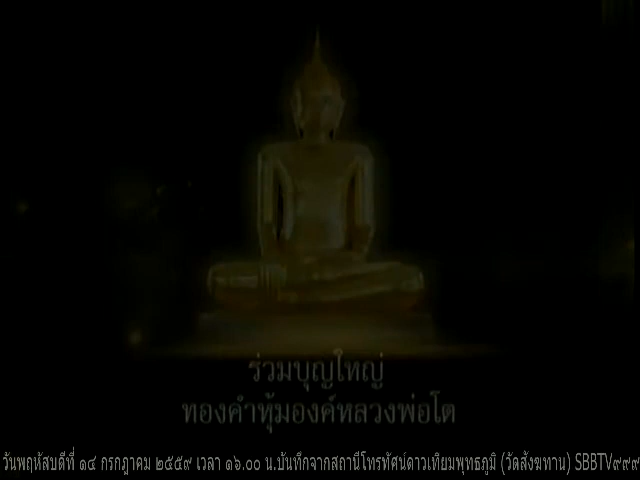 ร่วมบุญใหญ่
ทองคำหุ้มองค์หลวงพ่อโต
วันพฤหัสบดีที่ ๑๔ กรกฎาคม ๒๕๕๙ เวลา ๑๖.๐๐ น.บันทึกจากสถานีโทรทัศน์ดาวเทียมพุทธภูมิ (วัดสังฆทาน) SBBTV๙๙๙